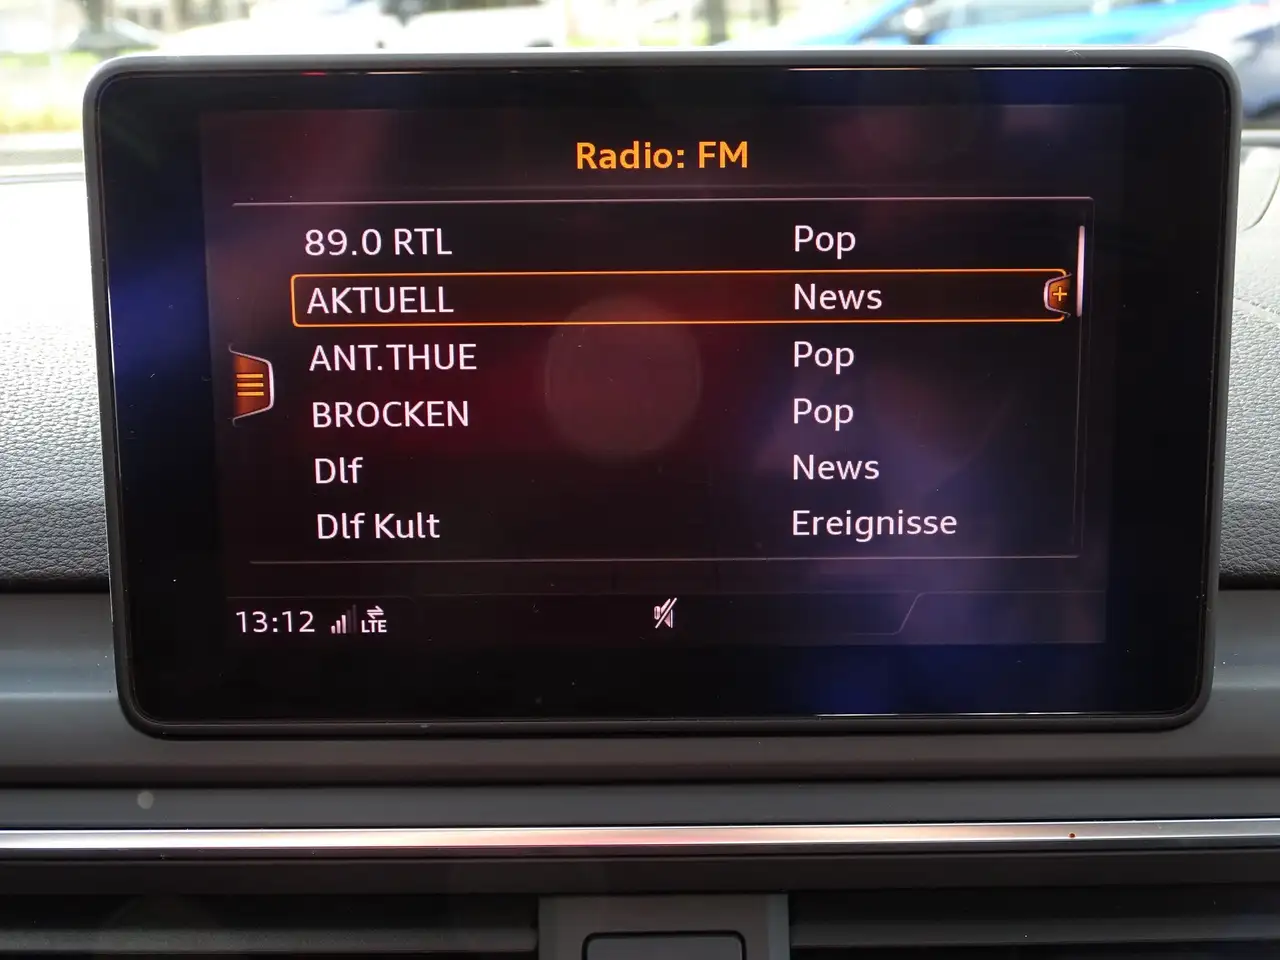 Radio: FM
89.0 RTL Pop
AKTUELL News
ANT.THUE Pop
BROCKEN Pop
Dlf News
Dlf Kult Ereignisse
13:12 LTE